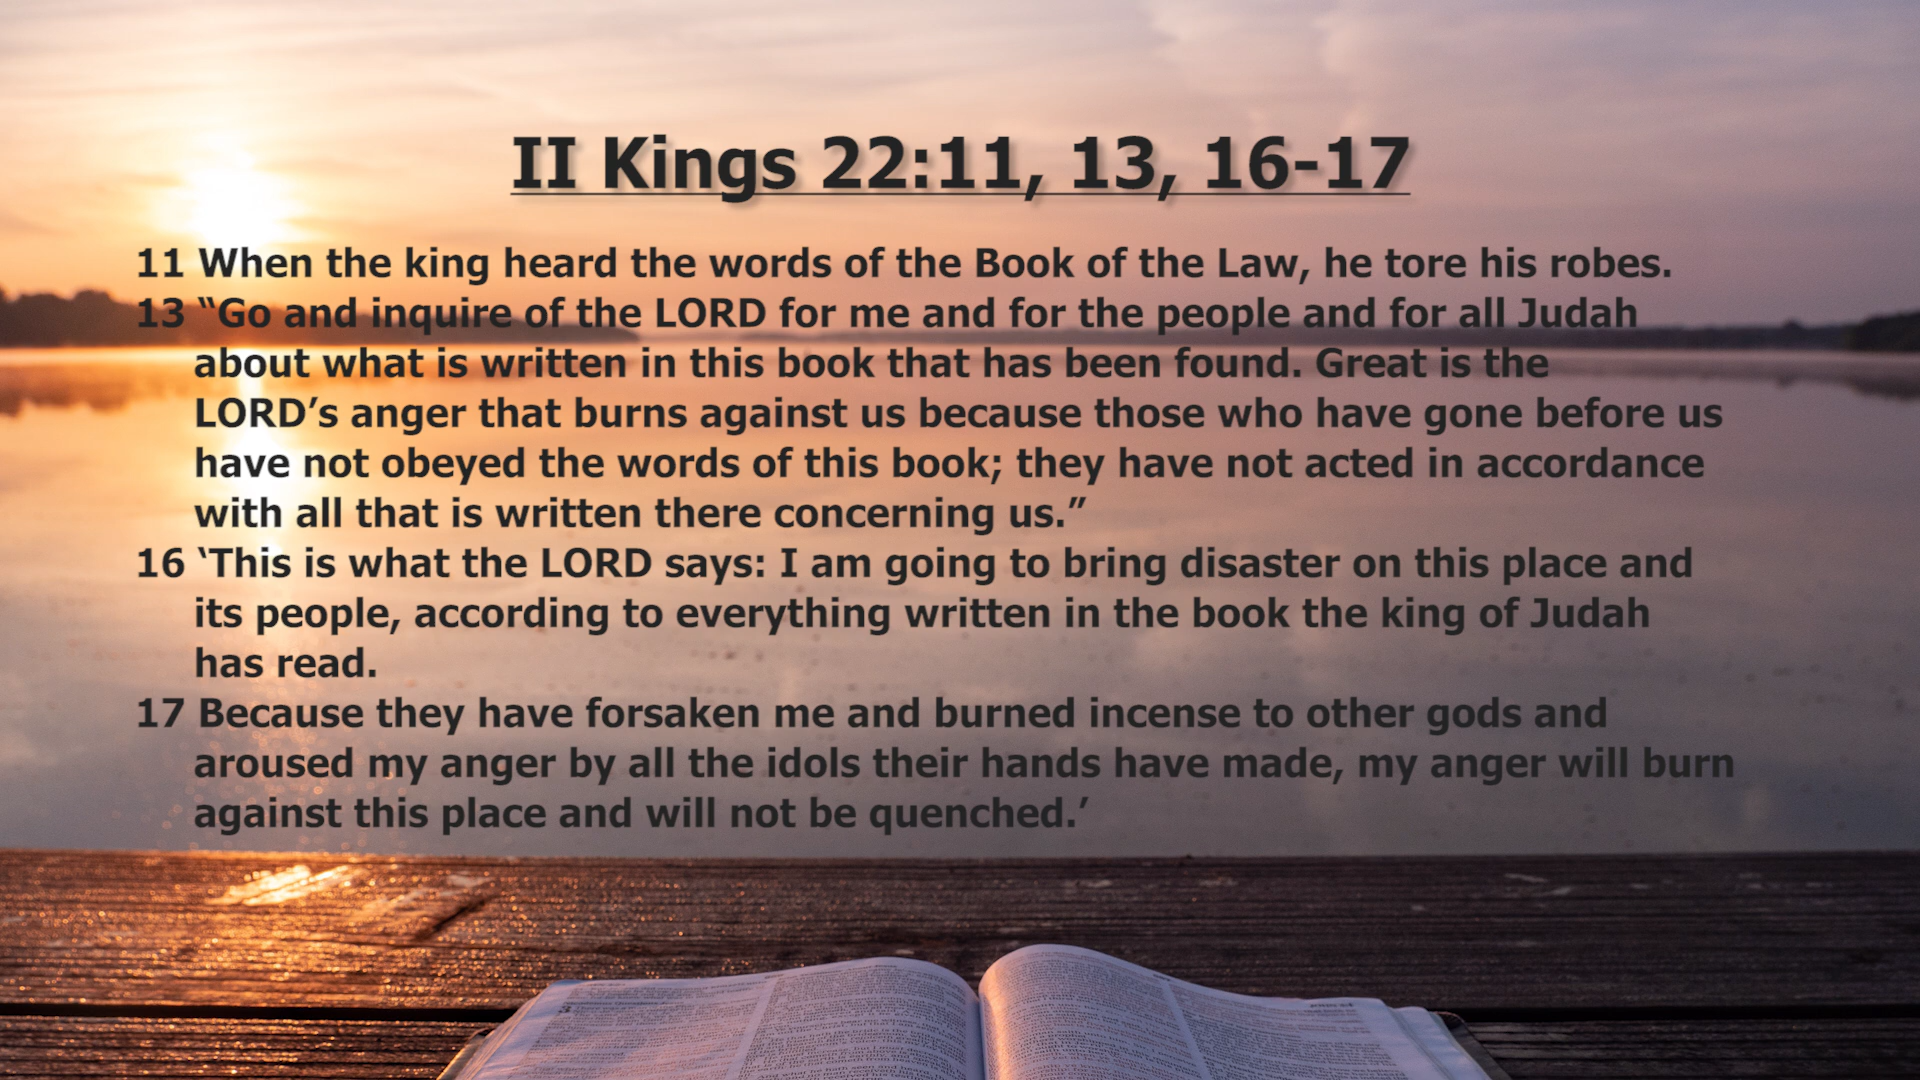 II Kings 22:11, 13, 16-17
11 When the king heard the words of the Book of the Law, he tore his robes.
13 “Go and inquire of the LORD for me and for the people and for all Judah
about what is written in this book that has been found. Great is the
LORD’s anger that burns against us because those who have gone before us
have not obeyed the words of this book; they have not acted in accordance
with all that is written there concerning us.”
16 ‘This is what the LORD says: I am going to bring disaster on this place and
its people, according to everything written in the book the king of Judah
has read.
17 Because they have forsaken me and burned incense to other gods and
aroused my anger by all the idols their hands have made, my anger will burn
against this place and will not be quenched.’